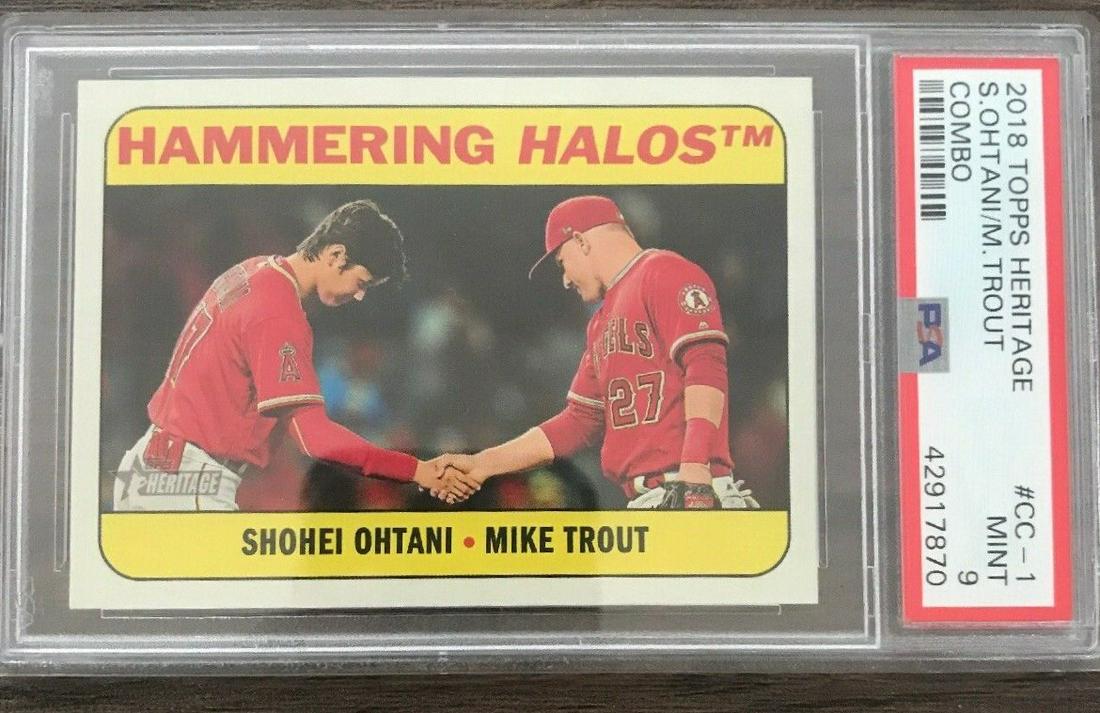 HAMMERING HALOS™
17
A
A
ANGELS
27
HERITAGE
SHOHEI OHTANI • MIKE TROUT
2018 TOPPS HERITAGE #CC-1
S.OHTANI/M.TROUT MINT
COMBO 9
PSA
42917870